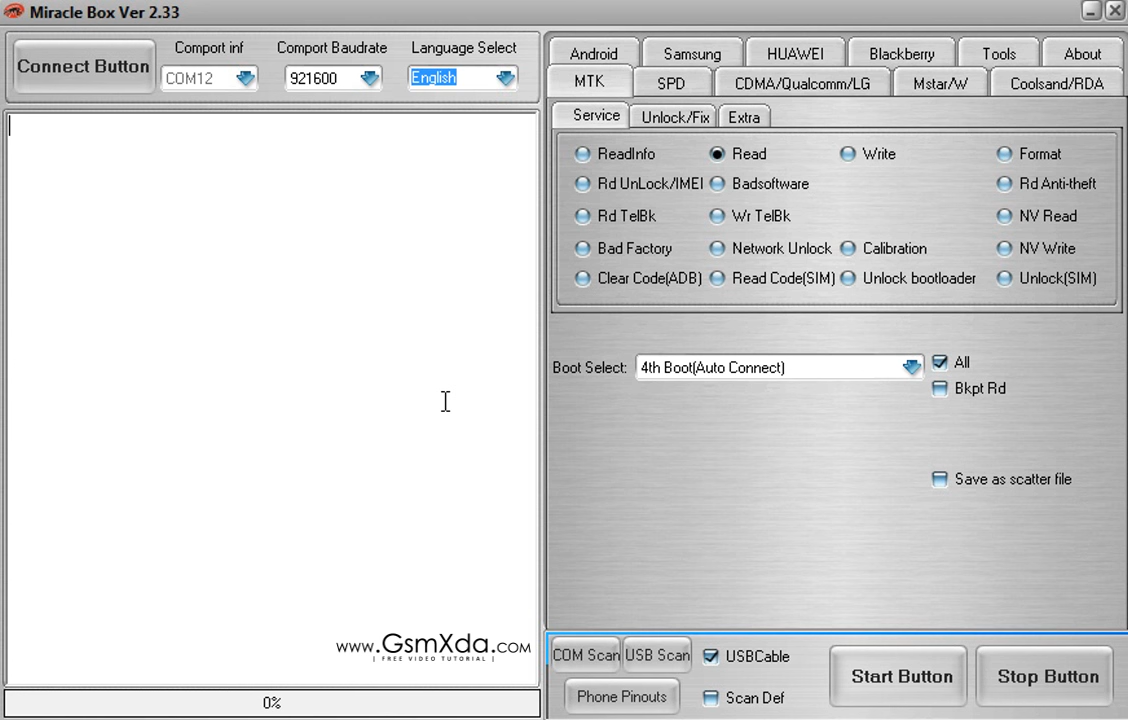 Miracle Box Ver 2.33
Connect Button
Comport inf
Comport Baudrate
Language Select
COM12
921600
English
Android
Samsung
HUAWEI
Blackberry
Tools
About
MTK
SPD
CDMA/Qualcomm/LG
Mstar/W
Coolsand/RDA
Service
Unlock/Fix
Extra
ReadInfo
Read
Write
Format
Rd UnLock/IMEI
Badsoftware
Rd Anti-theft
Rd TelBk
Wr TelBk
NV Read
Bad Factory
Network Unlock
Calibration
NV Write
Clear Code(ADB)
Read Code(SIM)
Unlock bootloader
Unlock(SIM)
Boot Select:
4th Boot(Auto Connect)
All
Bkpt Rd
Save as scatter file
www.GsmXda.com
| FREE VIDEO TUTORIAL |
0%
COM Scan
USB Scan
USBCable
Phone Pinouts
Scan Def
Start Button
Stop Button